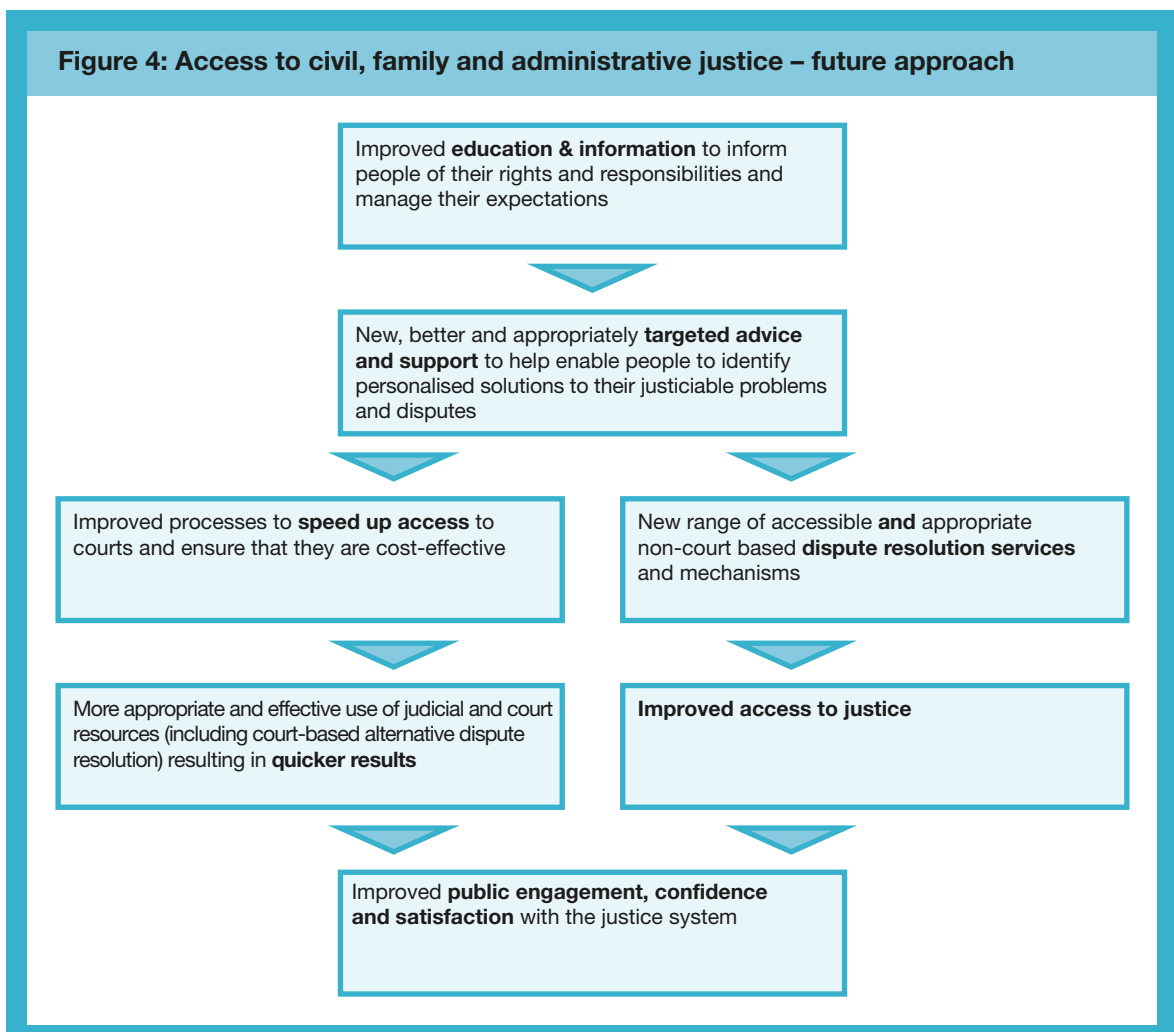 Figure 4: Access to civil, family and administrative justice – future approach
Improved education & information to inform
people of their rights and responsibilities and
manage their expectations
New, better and appropriately targeted advice
and support to help enable people to identify
personalised solutions to their justiciable problems
and disputes
Improved processes to speed up access to
courts and ensure that they are cost-effective
New range of accessible and appropriate
non-court based dispute resolution services
and mechanisms
More appropriate and effective use of judicial and court
resources (including court-based alternative dispute
resolution) resulting in quicker results
Improved access to justice
Improved public engagement, confidence
and satisfaction with the justice system